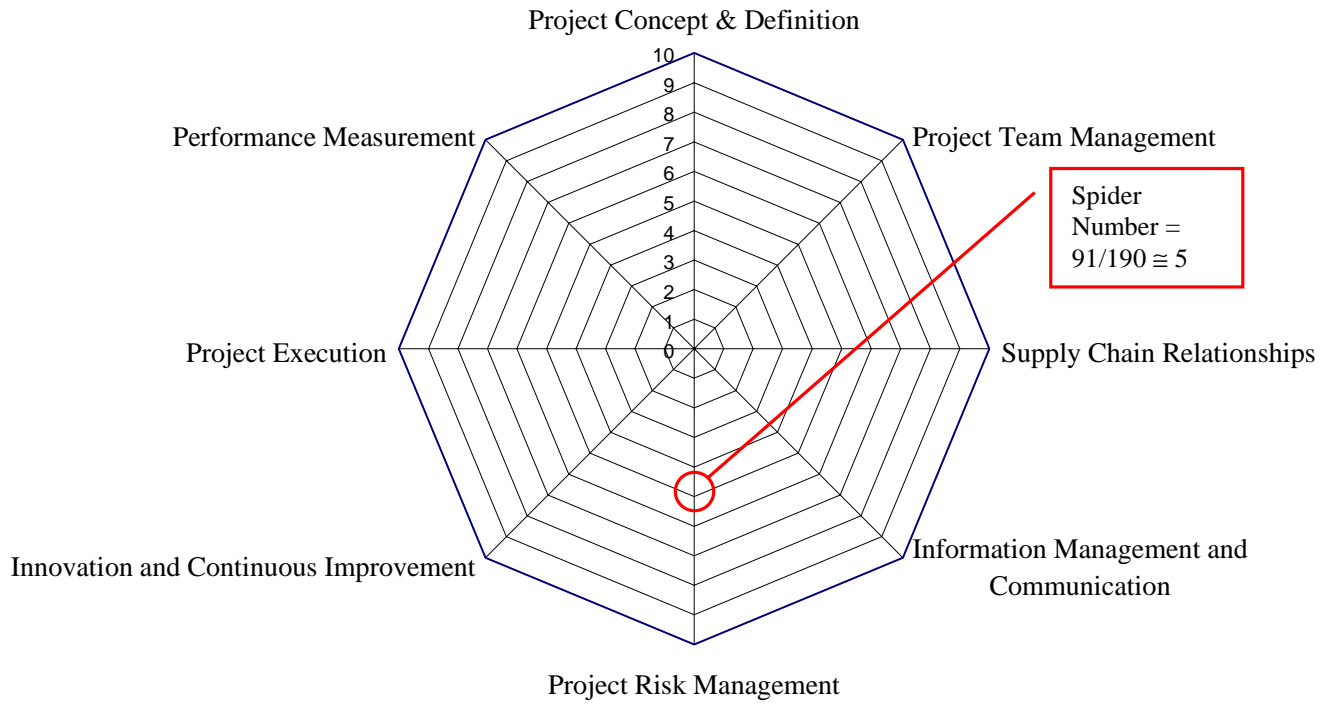 Project Concept & Definition
10
9
8
7
6
5
4
3
2
1
0
Performance Measurement
Project Team Management
Spider
Number =
91/190 ≅ 5
Project Execution
Supply Chain Relationships
Innovation and Continuous Improvement
Information Management and
Communication
Project Risk Management